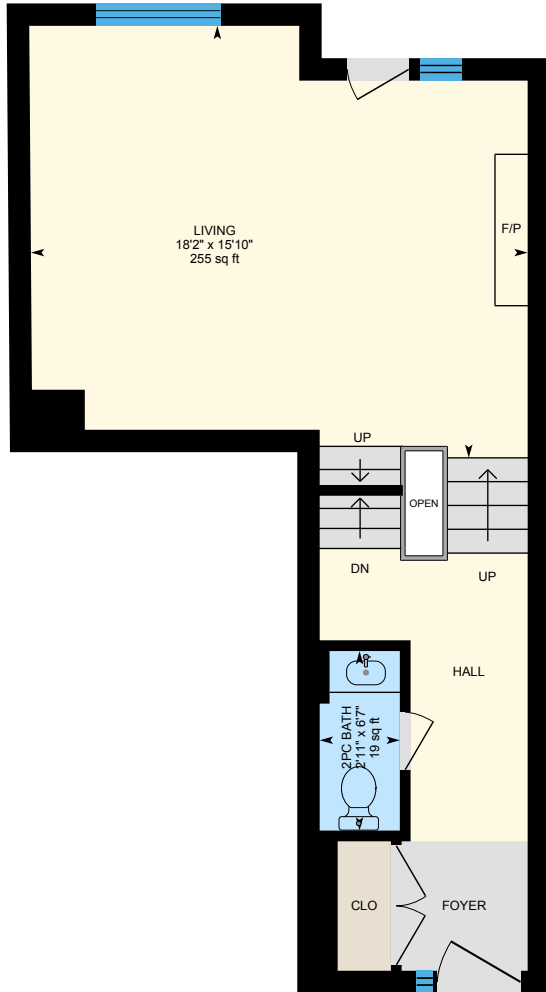 LIVING
18'2" x 15'10"
255 sq ft
F/P
UP
OPEN
DN
UP
HALL
2PC BATH
2'11" x 6'7"
19 sq ft
CLO
FOYER